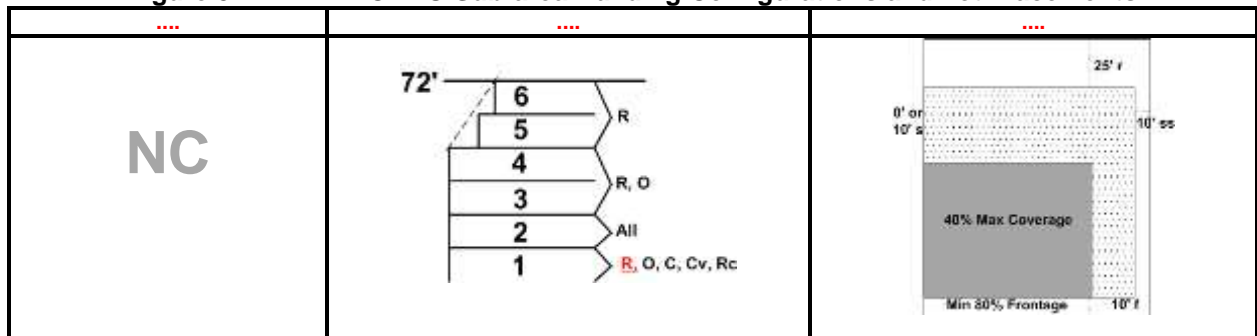 ....
....
....
NC
72'
6
5
R
4
3
R, O
2
All
1
R, O, C, Cv, Rc
25' r
0' or
10' s
10' ss
40% Max Coverage
Min 80% Frontage
10' f